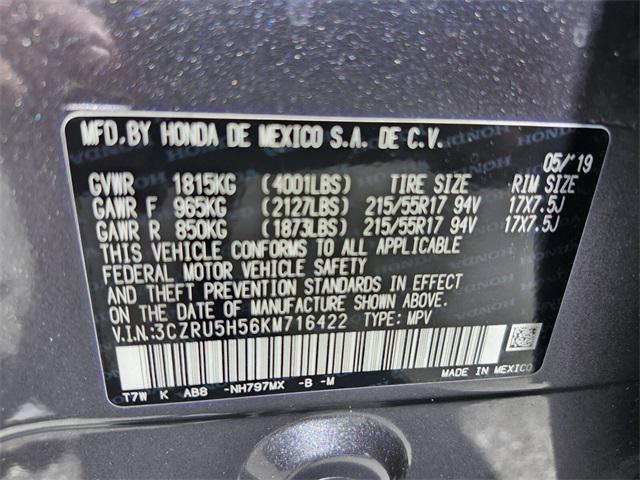 MFD.BY HONDA DE MEXICO S.A. DE C.V.
05/'19
GVWR 1815KG (4001LBS) TIRE SIZE RIM SIZE
GAWR F 965KG (2127LBS) 215/55R17 94V 17X7.5J
GAWR R 850KG (1873LBS) 215/55R17 94V 17X7.5J
THIS VEHICLE CONFORMS TO ALL APPLICABLE
FEDERAL MOTOR VEHICLE SAFETY
AND THEFT PREVENTION STANDARDS IN EFFECT
ON THE DATE OF MANUFACTURE SHOWN ABOVE.
V.I.N.:3CZRU5H56KM716422 TYPE: MPV
MADE IN MEXICO
T7W K AB8 -NH797MX -B -M